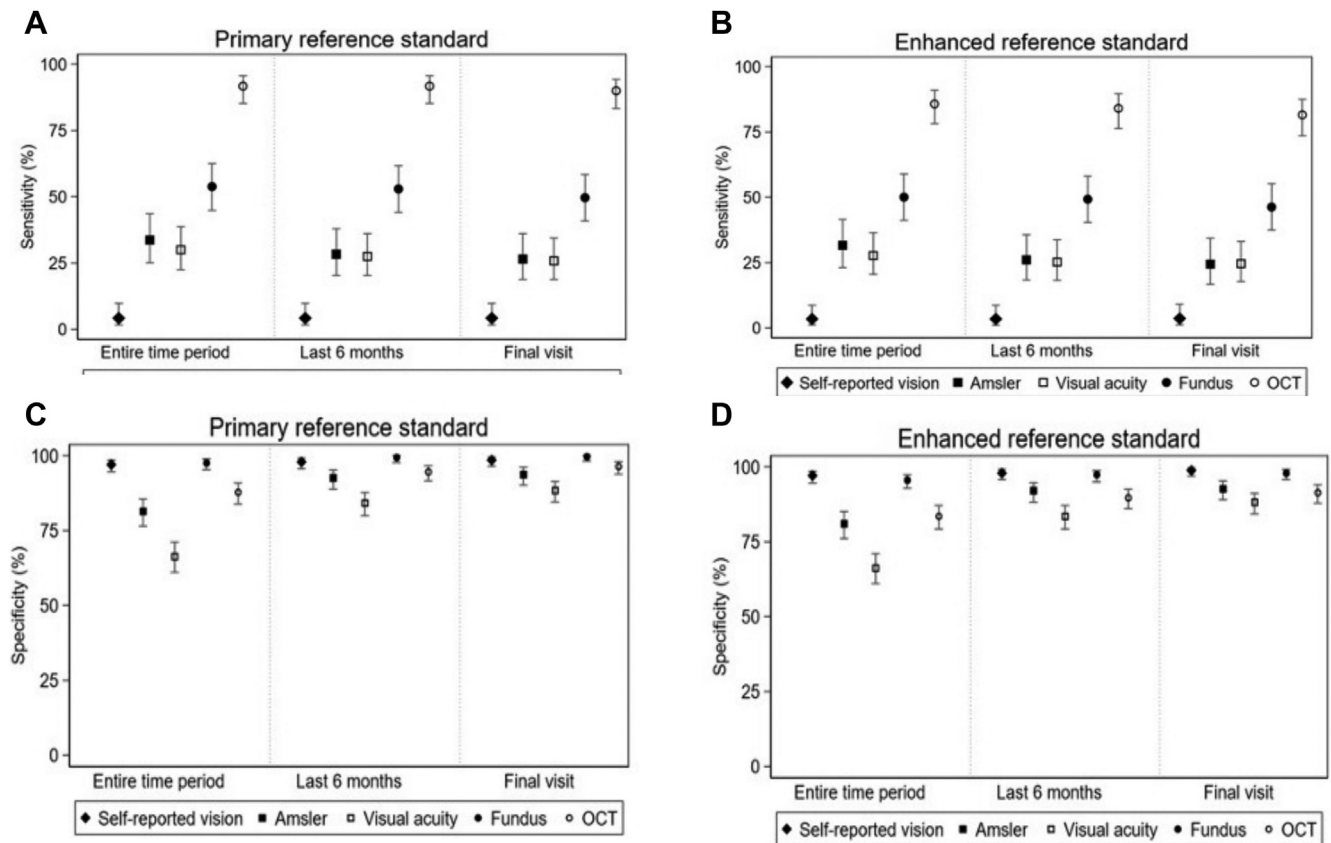 A
Primary reference standard
100
75
50
25
0
Sensitivity (%)
Entire time period Last 6 months Final visit
B
Enhanced reference standard
100
75
50
25
0
Sensitivity (%)
Entire time period Last 6 months Final visit
Self-reported vision Amsler Visual acuity Fundus OCT
C
Primary reference standard
100
75
50
25
0
Specificity (%)
Entire time period Last 6 months Final visit
Self-reported vision Amsler Visual acuity Fundus OCT
D
Enhanced reference standard
100
75
50
25
0
Specificity (%)
Entire time period Last 6 months Final visit
Self-reported vision Amsler Visual acuity Fundus OCT